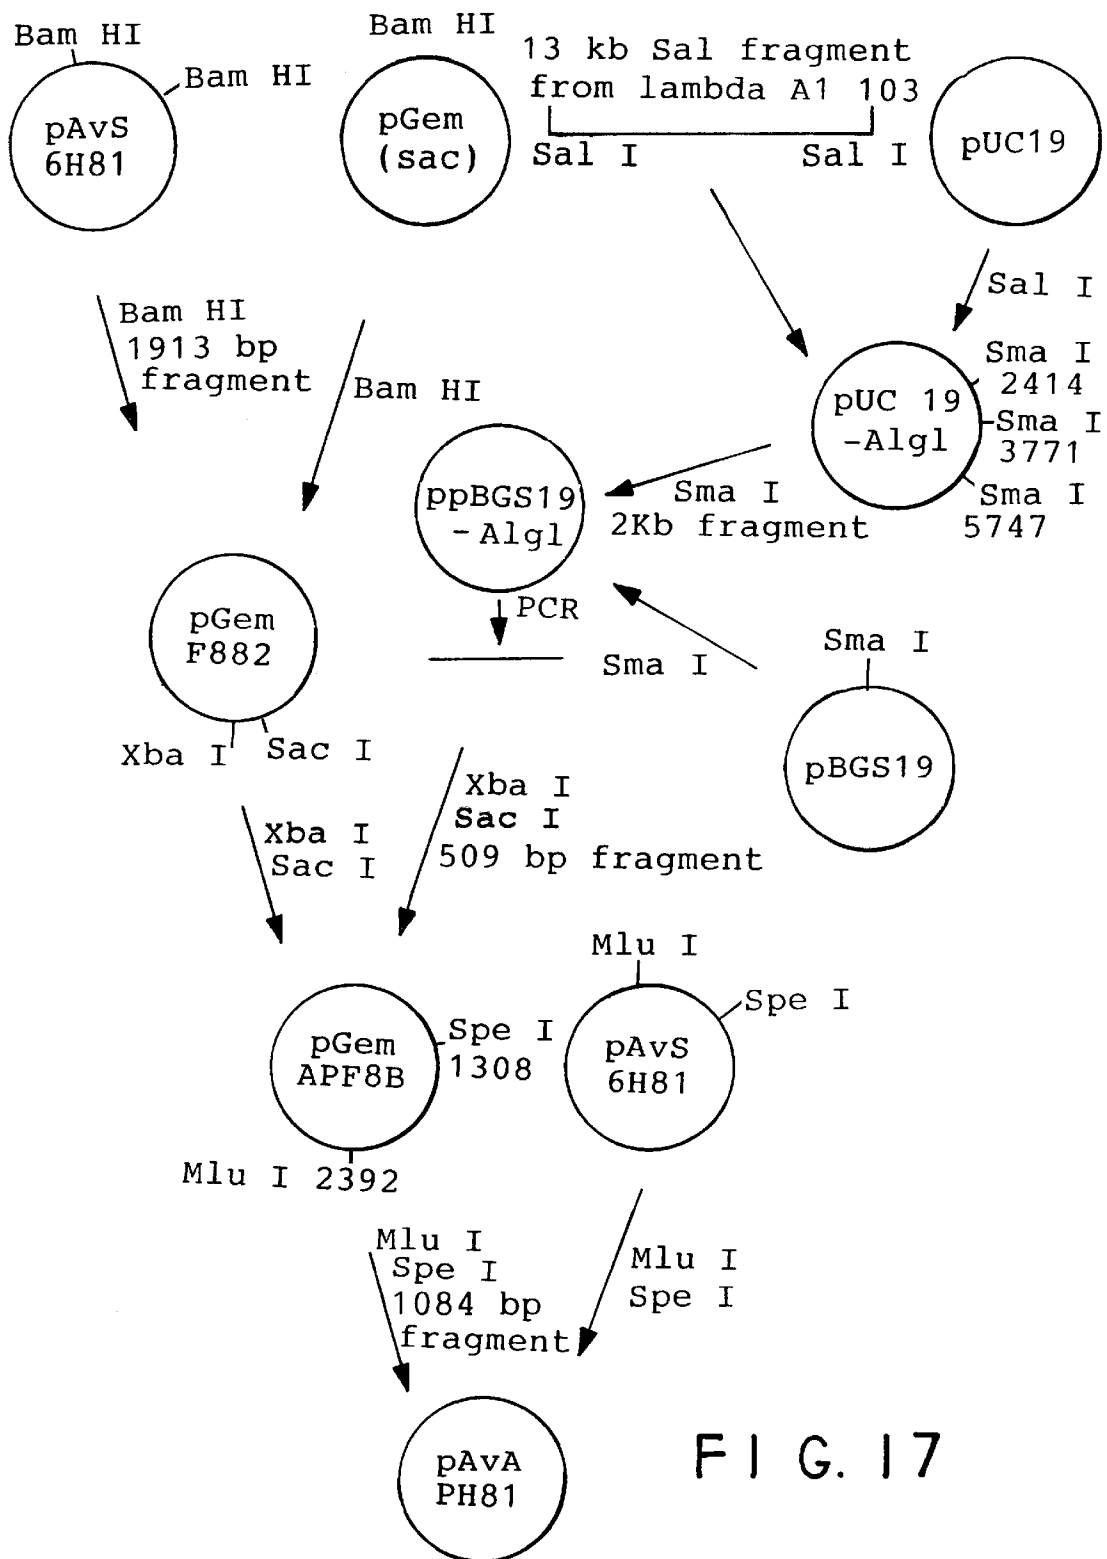 Bam HI
Bam HI
pAvS
6H81
Bam HI
pGem
(sac)
13 kb Sal fragment
from lambda A1 103
Sal I
Sal I
pUC19
Bam HI
1913 bp
fragment
Bam HI
Sal I
pUC 19
-Algl
Sma I
2414
Sma I
3771
Sma I
5747
Sma I
2Kb fragment
ppBGS19
-Algl
PCR
Sma I
Sma I
pBGS19
pGem
F882
Xba I
Sac I
Xba I
Sac I
Xba I
Sac I
509 bp fragment
pGem
APF8B
Spe I
1308
Mlu I 2392
Mlu I
Spe I
pAvS
6H81
Mlu I
Spe I
1084 bp
fragment
Mlu I
Spe I
pAvA
PH81
FIG. 17